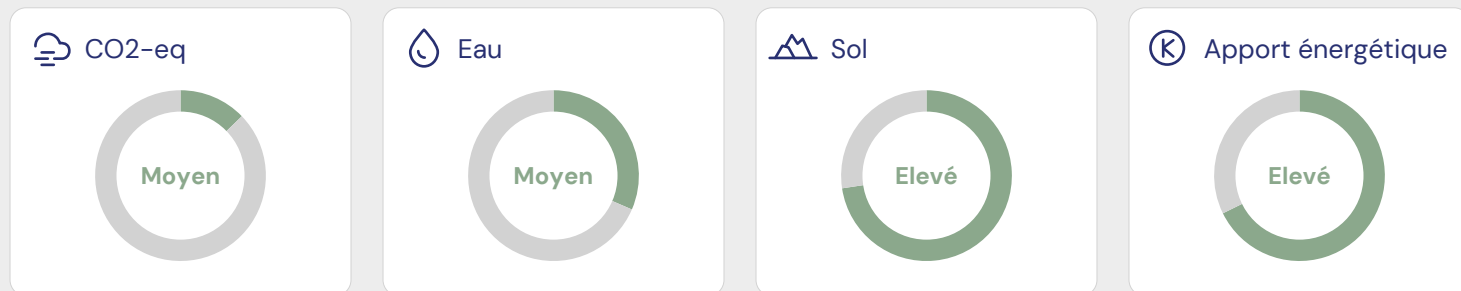 CO2-eq
Moyen
Eau
Moyen
Sol
Elevé
Apport énergétique
Elevé